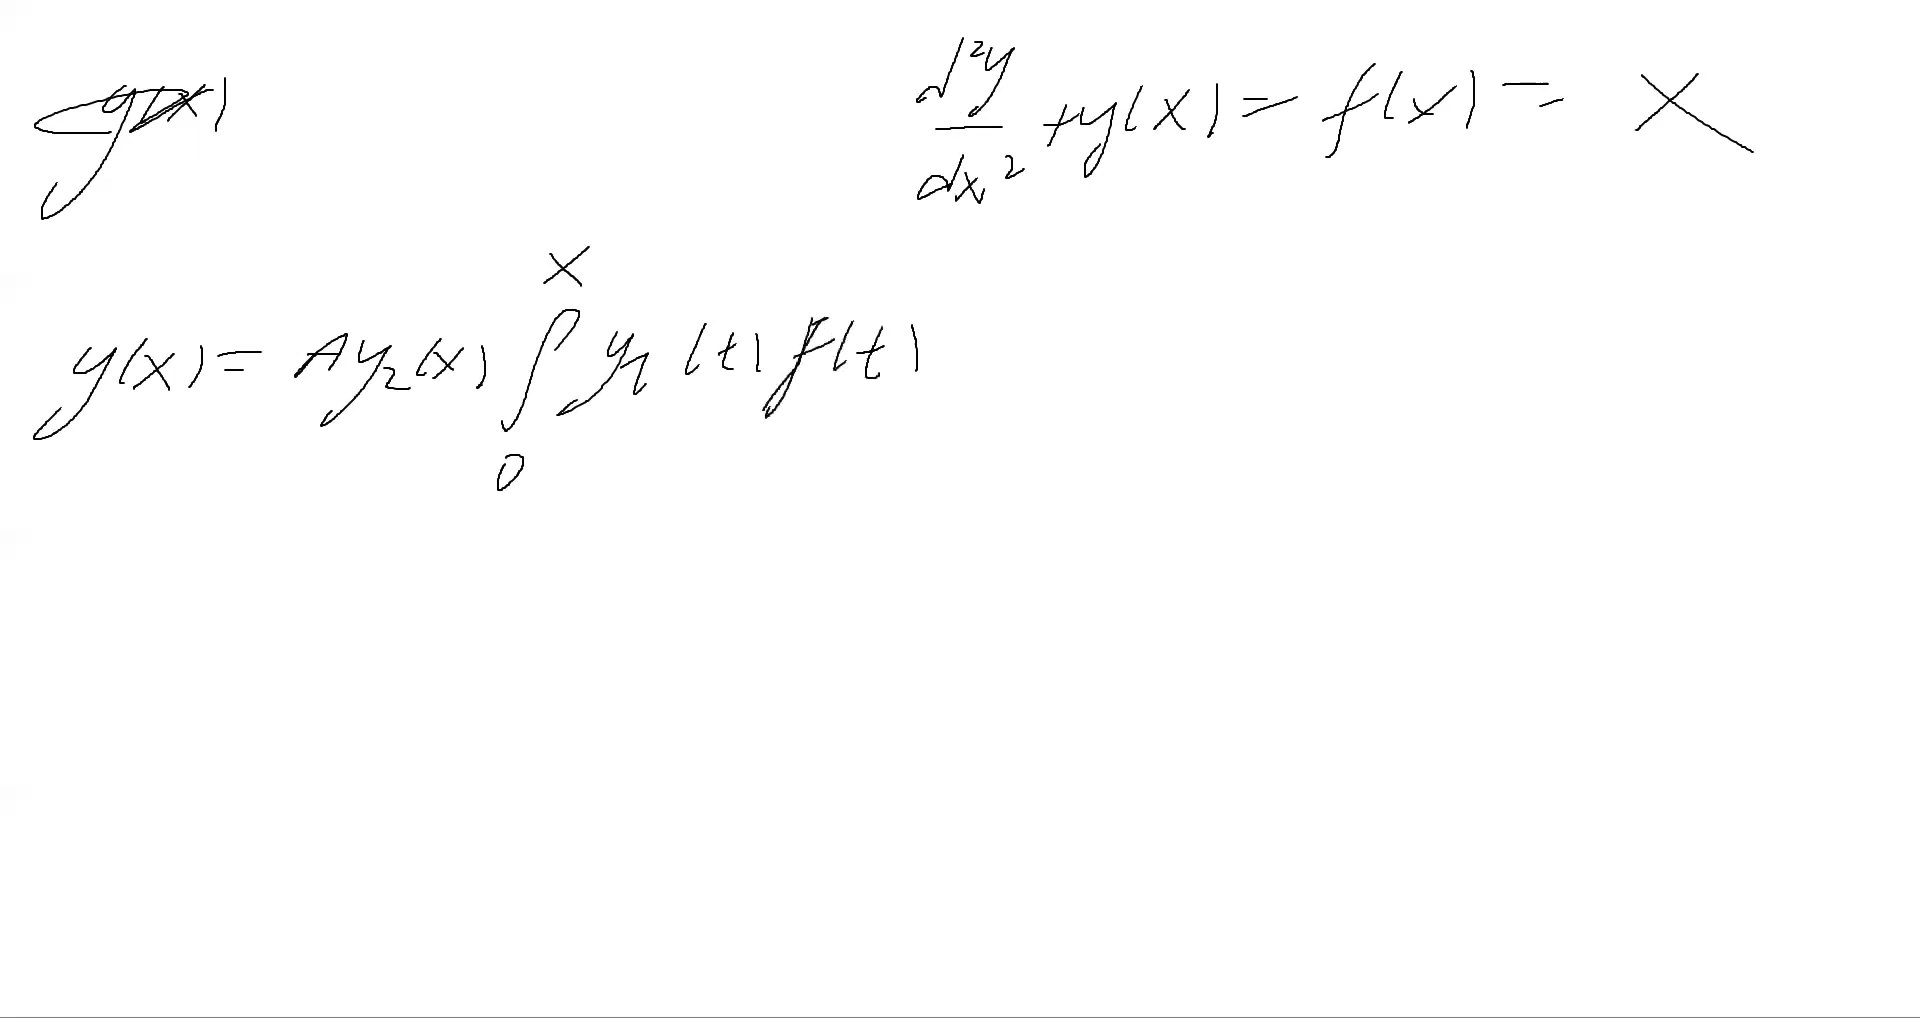 y(x)
d²y/dx² + y(x) = f(x) = x
y(x) = Ay₂(x) ∫₀ˣ y₁(t) f(t)